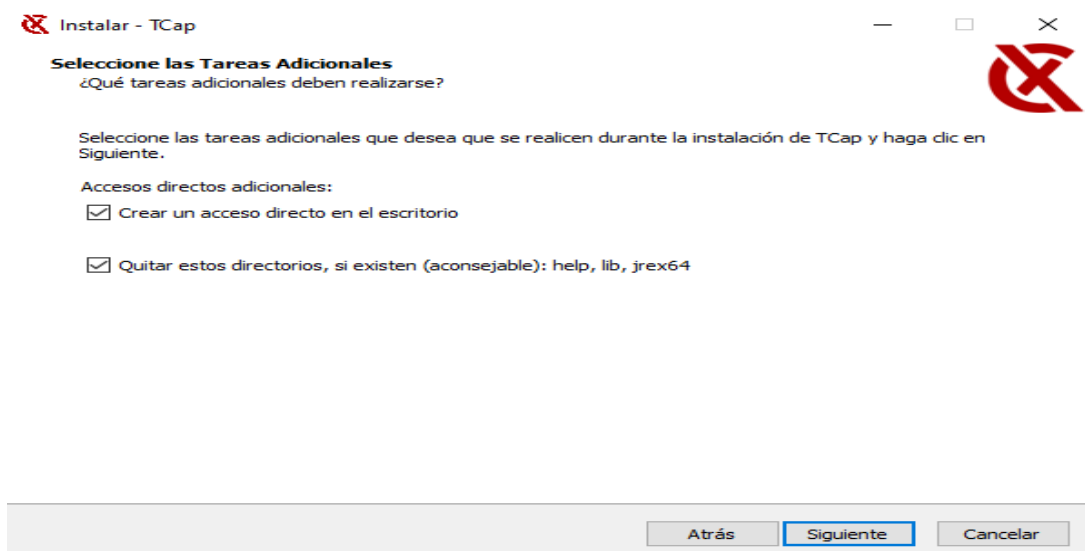 Instalar - TCap
Seleccione las Tareas Adicionales
¿Qué tareas adicionales deben realizarse?
Seleccione las tareas adicionales que desea que se realicen durante la instalación de TCap y haga clic en
Siguiente.
Accesos directos adicionales:
Crear un acceso directo en el escritorio
Quitar estos directorios, si existen (aconsejable): help, lib, jrex64
Atrás Siguiente Cancelar